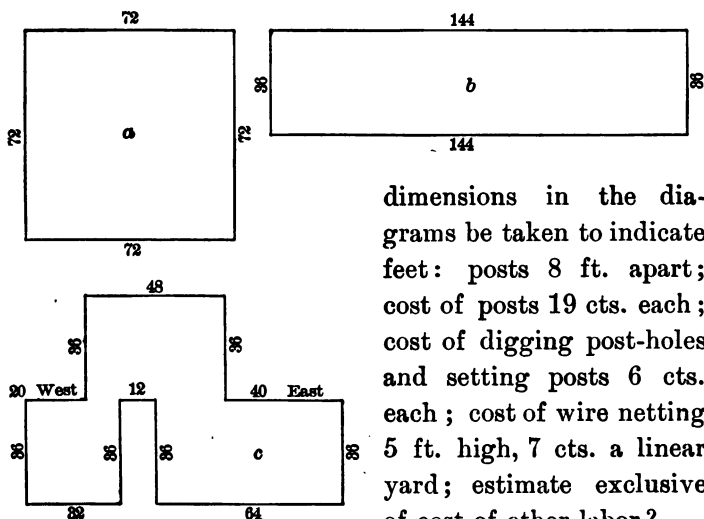 72
72
a
72
72
144
36
b
36
144
48
36
36
20 West
12
40 East
36
36
36
c
36
32
64
dimensions in the dia-
grams be taken to indicate
feet: posts 8 ft. apart;
cost of posts 19 cts. each;
cost of digging post-holes
and setting posts 6 cts.
each; cost of wire netting
5 ft. high, 7 cts. a linear
yard; estimate exclusive
of cost of other labor?